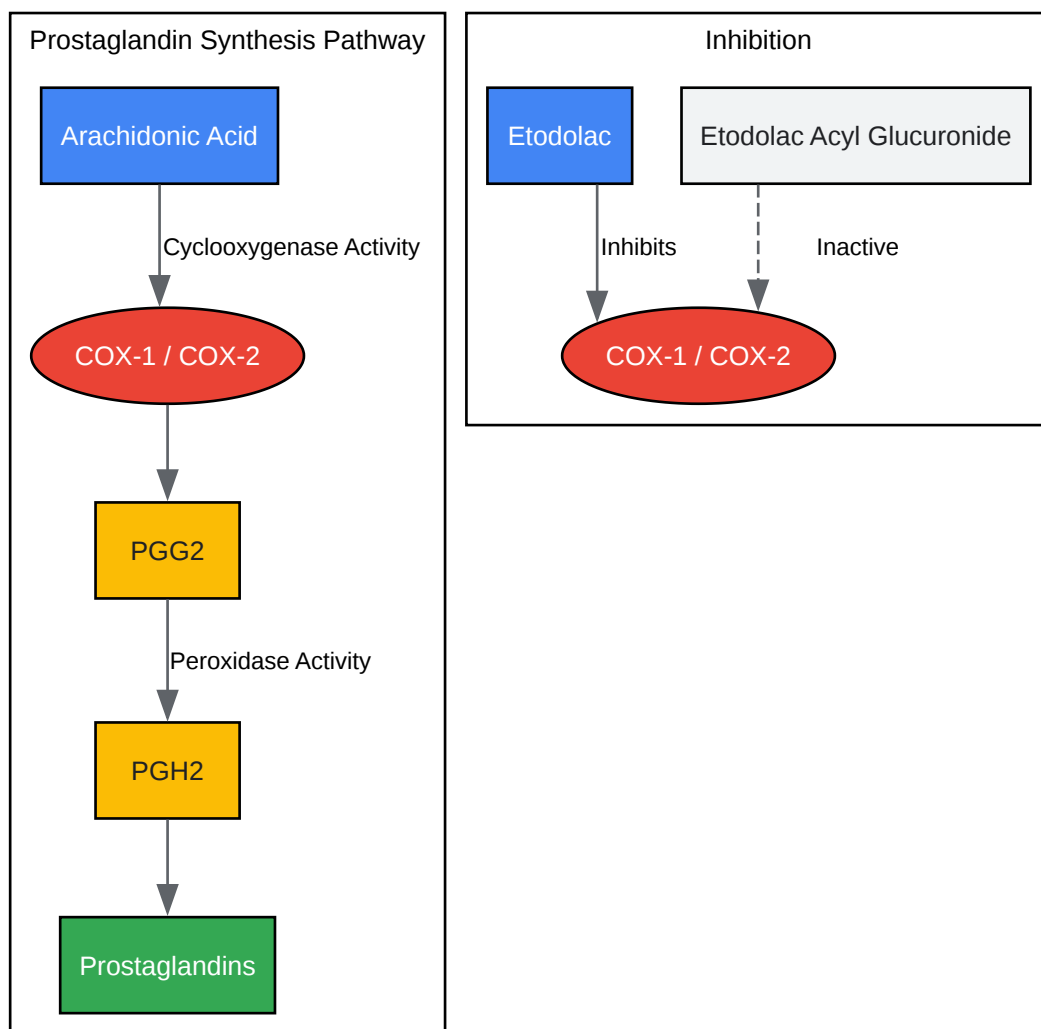 Prostaglandin Synthesis Pathway
Arachidonic Acid
Cyclooxygenase Activity
COX-1 / COX-2
PGG2
Peroxidase Activity
PGH2
Prostaglandins
Inhibition
Etodolac
Etodolac Acyl Glucuronide
Inhibits
Inactive
COX-1 / COX-2